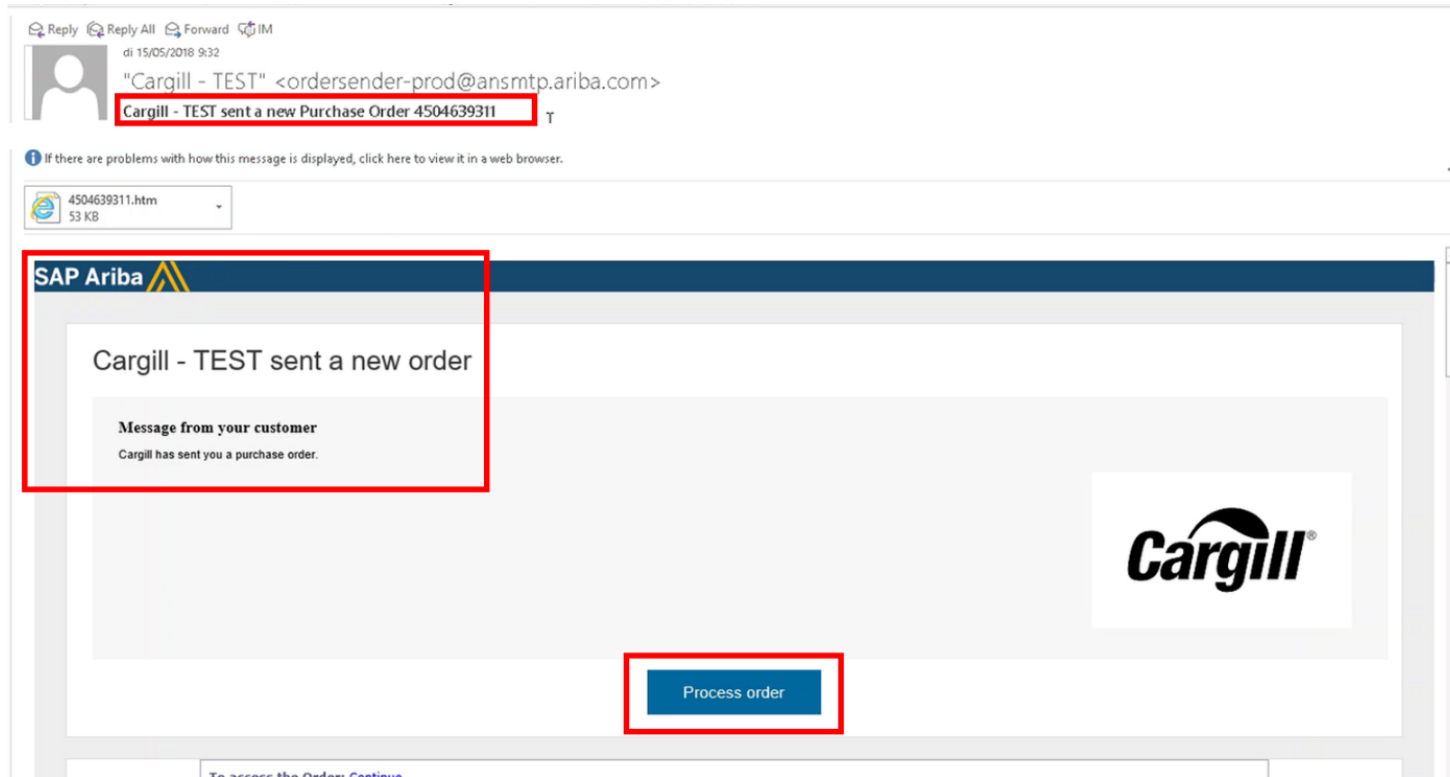 Reply Reply All Forward IM
di 15/05/2018 9:32
"Cargill - TEST" <ordersender-prod@ansmtp.ariba.com>
Cargill - TEST sent a new Purchase Order 4504639311
If there are problems with how this message is displayed, click here to view it in a web browser.
4504639311.htm
53 KB
SAP Ariba
Cargill - TEST sent a new order
Message from your customer
Cargill has sent you a purchase order.
Cargill®
Process order
To access the Order: Continue